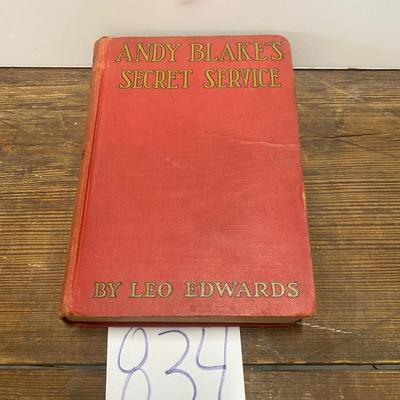 ANDY BLAKE'S
SECRET SERVICE
BY LEO EDWARDS
834